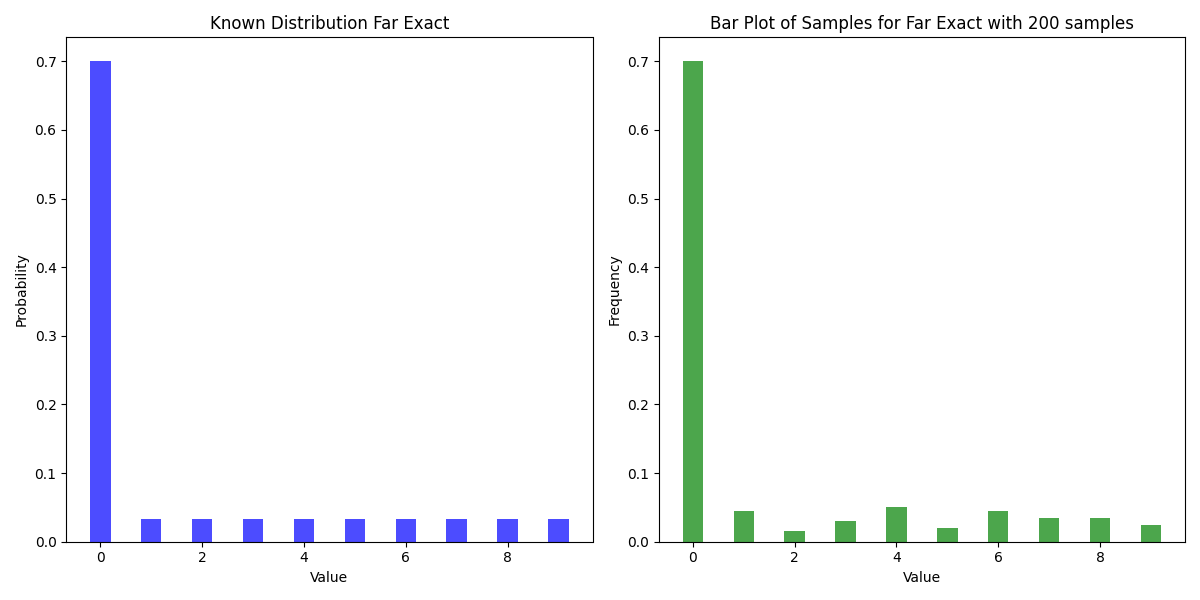 Known Distribution Far Exact
0.7
0.6
0.5
0.4
0.3
0.2
0.1
0.0
Probability
0 2 4 6 8
Value
Bar Plot of Samples for Far Exact with 200 samples
0.7
0.6
0.5
0.4
0.3
0.2
0.1
0.0
Frequency
0 2 4 6 8
Value